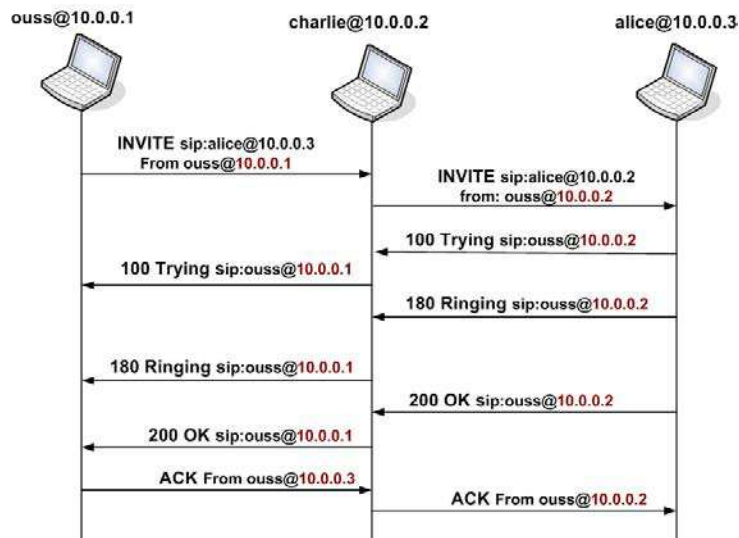 ouss@10.0.0.1
charlie@10.0.0.2
alice@10.0.0.3
INVITE sip:alice@10.0.0.3
From ouss@10.0.0.1
INVITE sip:alice@10.0.0.2
from: ouss@10.0.0.2
100 Trying sip:ouss@10.0.0.2
100 Trying sip:ouss@10.0.0.1
180 Ringing sip:ouss@10.0.0.2
180 Ringing sip:ouss@10.0.0.1
200 OK sip:ouss@10.0.0.2
200 OK sip:ouss@10.0.0.1
ACK From ouss@10.0.0.3
ACK From ouss@10.0.0.2